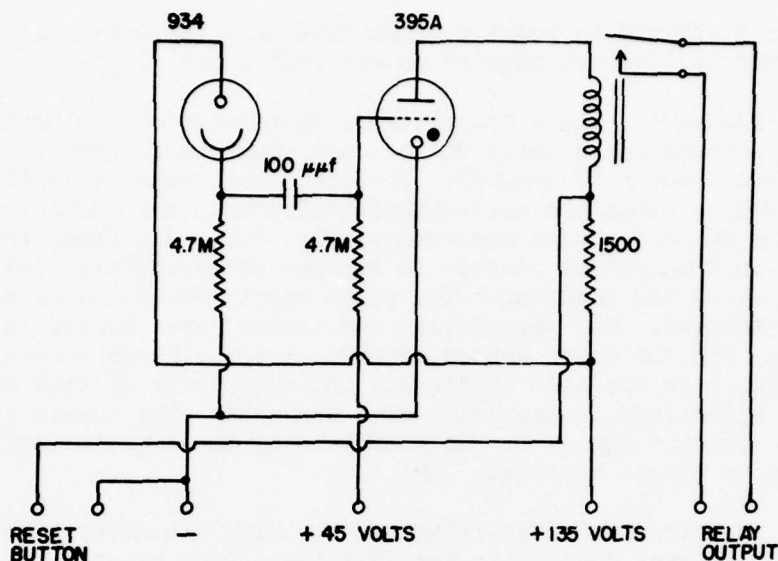 934
395A
100 μμf
4.7M
4.7M
1500
RESET
BUTTON
—
+45 VOLTS
+135 VOLTS
RELAY
OUTPUT